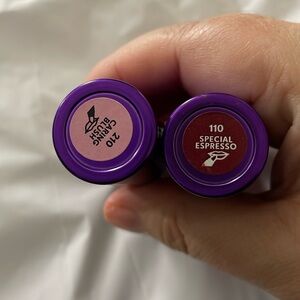 210
CARING
BLUSH
110
SPECIAL
ESPRESSO